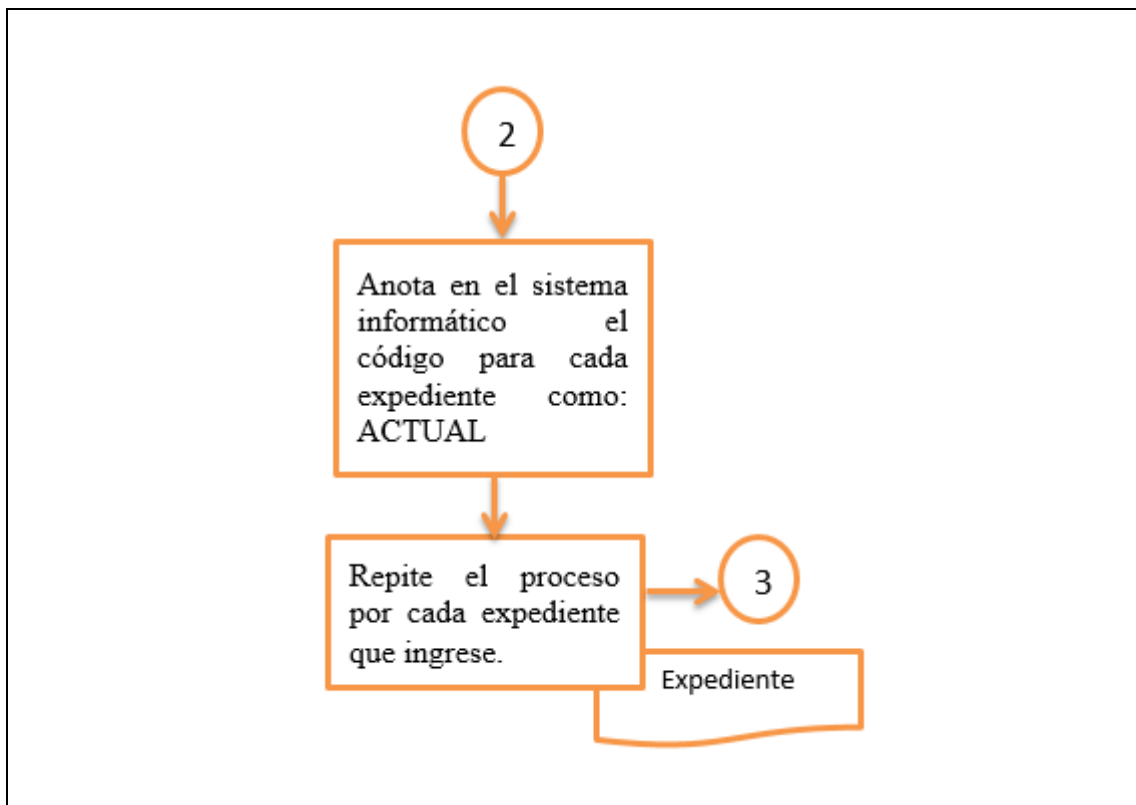 2
Anota en el sistema
informático el
código para cada
expediente como:
ACTUAL
Repite el proceso
por cada expediente
que ingrese.
3
Expediente